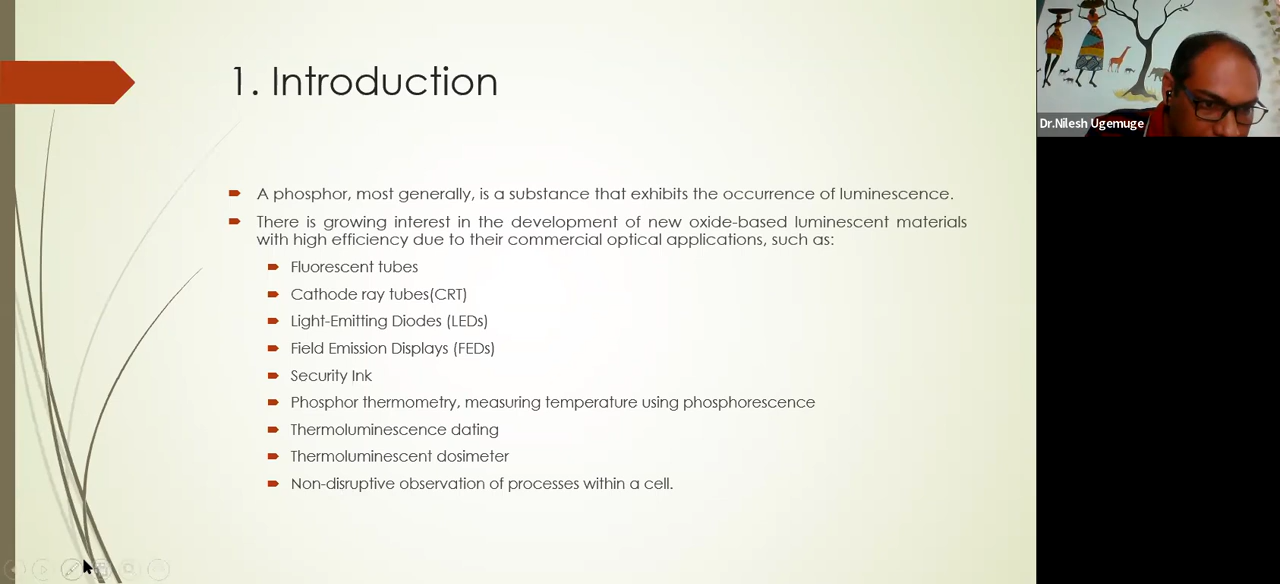 1. Introduction
A phosphor, most generally, is a substance that exhibits the occurrence of luminescence.
There is growing interest in the development of new oxide-based luminescent materials
with high efficiency due to their commercial optical applications, such as:
Fluorescent tubes
Cathode ray tubes(CRT)
Light-Emitting Diodes (LEDs)
Field Emission Displays (FEDs)
Security Ink
Phosphor thermometry, measuring temperature using phosphorescence
Thermoluminescence dating
Thermoluminescent dosimeter
Non-disruptive observation of processes within a cell.
Dr.Nilesh Ugemuge